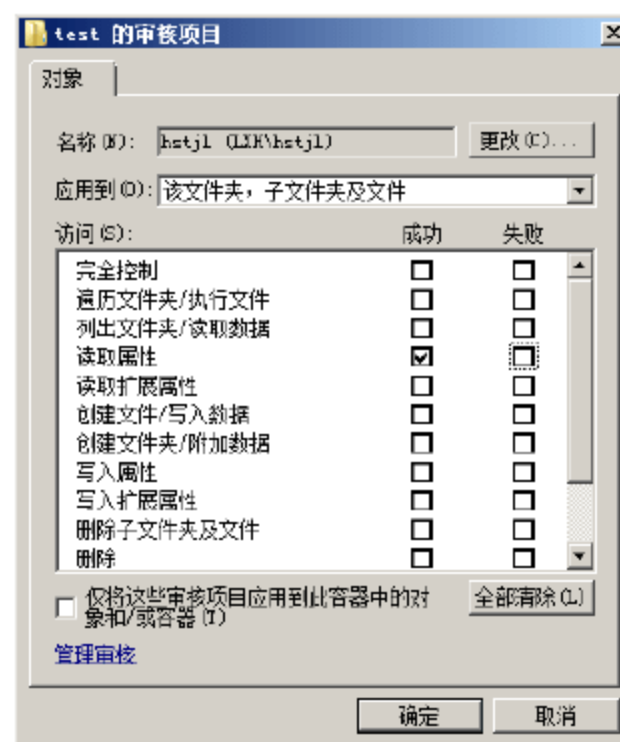 test 的审核项目
对象
名称(N): hstjl (LXH\hstjl) 更改(C)...
应用到(O): 该文件夹，子文件夹及文件
访问(S): 成功 失败
完全控制
遍历文件夹/执行文件
列出文件夹/读取数据
读取属性
读取扩展属性
创建文件/写入数据
创建文件夹/附加数据
写入属性
写入扩展属性
删除子文件夹及文件
删除
仅将这些审核项目应用到此容器中的对
象和/或容器(T)
全部清除(L)
管理审核
确定 取消